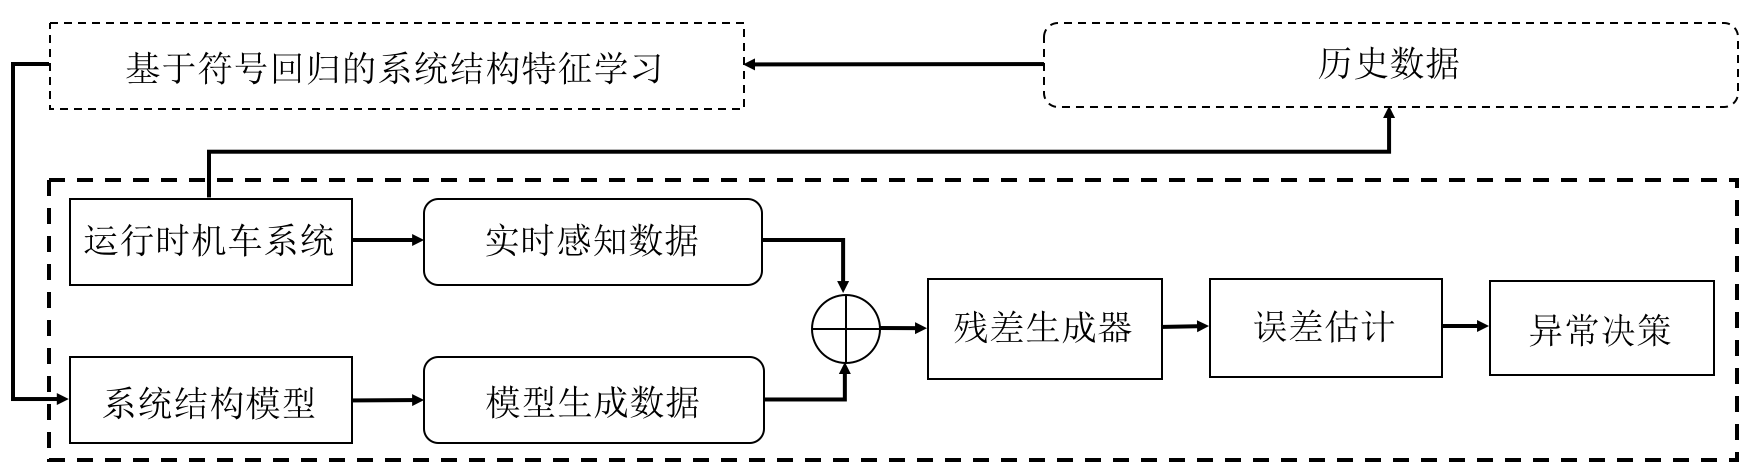 基于符号回归的系统结构特征学习
历史数据
运行时机车系统
实时感知数据
残差生成器
误差估计
异常决策
系统结构模型
模型生成数据